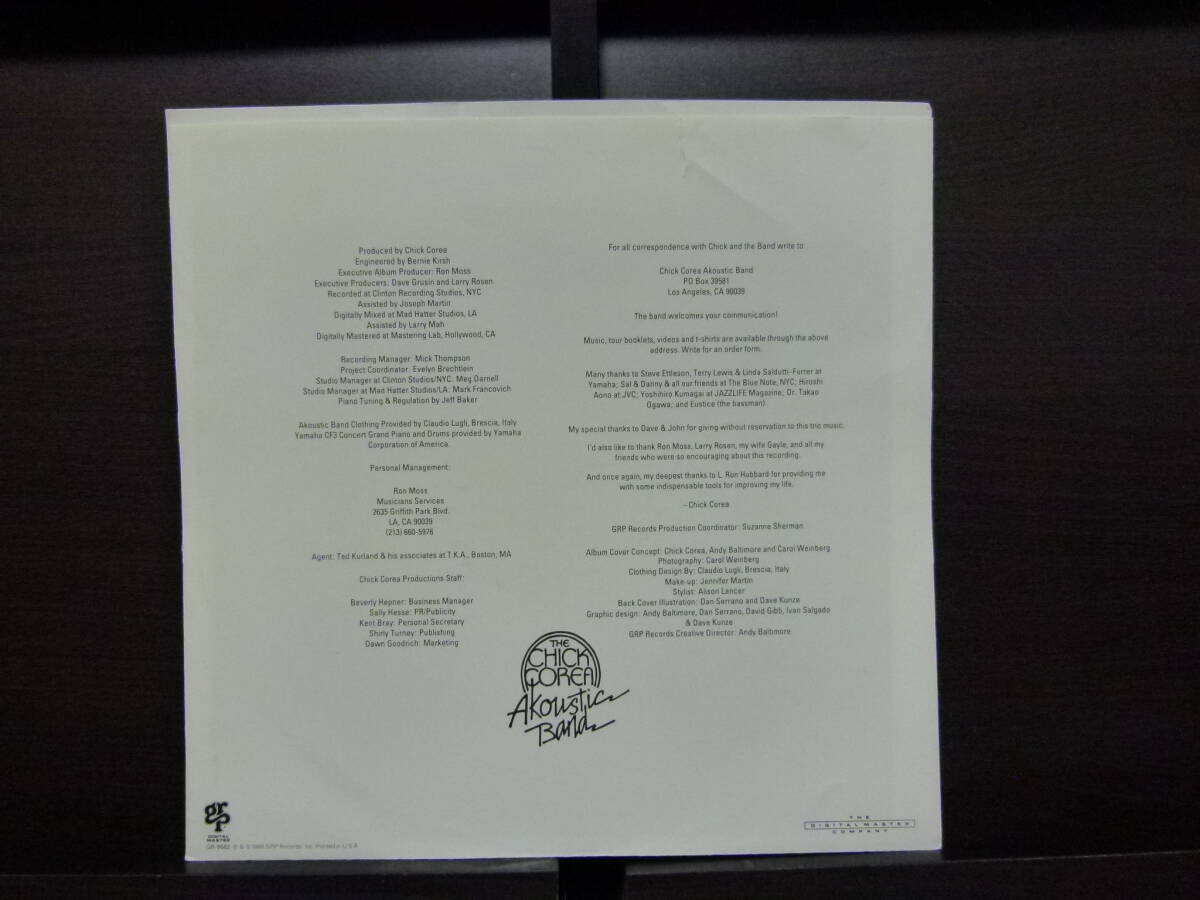 Produced by Chick Corea
Engineered by Bernie Kirsh
Executive Album Producer: Ron Moss
Executive Producers: Dave Grusin and Larry Rosen
Recorded at Clinton Recording Studios, NYC
Assisted by Joseph Martin
Digitally Mixed at Mad Hatter Studios, LA
Assisted by Larry Mah
Digitally Mastered at Mastering Lab, Hollywood, CA
Recording Manager: Mick Thompson
Project Coordinator: Evelyn Brechtlein
Studio Manager at Clinton Studios/NYC: Meg Darnell
Studio Manager at Mad Hatter Studios/LA: Mark Francovich
Piano Tuning & Regulation by Jeff Baker
Akoustic Band Clothing Provided by Claudio Lugli, Brescia, Italy
Yamaha CF3 Concert Grand Piano and Drums provided by Yamaha
Corporation of America.
Personal Management:
Ron Moss
Musicians Services
2635 Griffith Park Blvd.
LA, CA 90039
(213) 660-5976
Agent: Ted Kurland & his associates at T.K.A., Boston, MA
Chick Corea Productions Staff:
Beverly Hepner: Business Manager
Sally Hesse: PR/Publicity
Kent Bray: Personal Secretary
Shirly Turney: Publishing
Dawn Goodrich: Marketing
For all correspondence with Chick and the Band write to:
Chick Corea Akoustic Band
PO Box 39581
Los Angeles, CA 90039
The band welcomes your communication!
Music, tour booklets, videos and t-shirts are available through the above
address. Write for an order form.
Many thanks to Steve Ettleson, Terry Lewis & Linda Saldutti-Ferrer at
Yamaha; Sal & Danny & all our friends at The Blue Note, NYC; Hiroshi
Aono at JVC; Yoshihiro Kumagai at JAZZLIFE Magazine; Dr. Takao
Ogawa; and Eustice (the bassman).
My special thanks to Dave & John for giving without reservation to this trio music.
I'd also like to thank Ron Moss, Larry Rosen, my wife Gayle, and all my
friends who were so encouraging about this recording.
And once again, my deepest thanks to L. Ron Hubbard for providing me
with some indispensable tools for improving my life.
–Chick Corea
GRP Records Production Coordinator: Suzanne Sherman
Album Cover Concept: Chick Corea, Andy Baltimore and Carol Weinberg
Photography: Carol Weinberg
Clothing Design By: Claudio Lugli, Brescia, Italy
Make-up: Jennifer Martin
Stylist: Alison Lencer
Back Cover Illustration: Dan Serrano and Dave Kunze
Graphic design: Andy Baltimore, Dan Serrano, David Gibb, Ivan Salgado
& Dave Kunze
GRP Records Creative Director: Andy Baltimore
THE
CHICK
COREA
Akoustic
Band
grp
DIGITAL
MASTER
GRP Records, Inc. Printed in U.S.A.
THE
DIGITAL MASTER
COMPANY